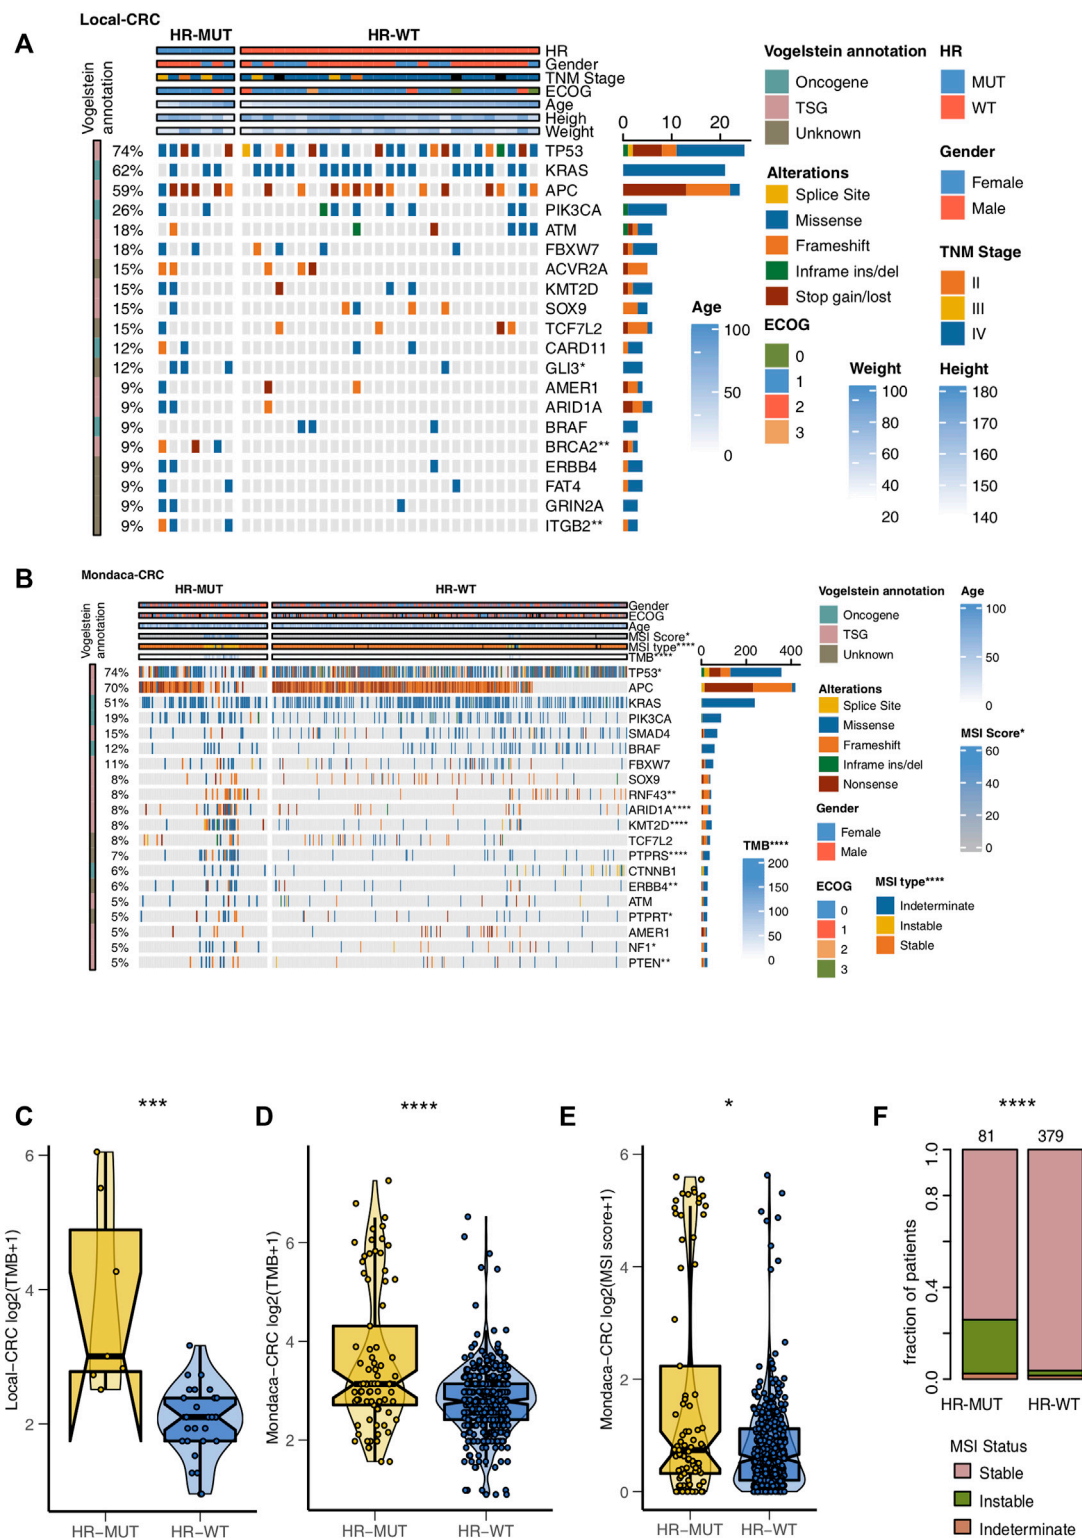 A
Local-CRC
HR-MUT
HR-WT
Vogelstein annotation
HR
Gender
TNM Stage
ECOG
Age
Heigh
Weight
0 10 20
74% TP53
62% KRAS
59% APC
26% PIK3CA
18% ATM
18% FBXW7
15% ACVR2A
15% KMT2D
15% SOX9
15% TCF7L2
12% CARD11
12% GLI3*
9% AMER1
9% ARID1A
9% BRAF
9% BRCA2**
9% ERBB4
9% FAT4
9% GRIN2A
9% ITGB2**
Vogelstein annotation
Oncogene
TSG
Unknown
HR
MUT
WT
Alterations
Splice Site
Missense
Frameshift
Inframe ins/del
Stop gain/lost
Gender
Female
Male
TNM Stage
II
III
IV
Age
100
50
0
ECOG
0
1
2
3
Weight
100
80
60
40
20
Height
180
170
160
150
140
B
Mondaca-CRC
HR-MUT
HR-WT
Vogelstein annotation
Gender
ECOG
Age
MSI Score*
MSI type****
TMB****
0 200 400
74% TP53*
70% APC
51% KRAS
19% PIK3CA
15% SMAD4
12% BRAF
11% FBXW7
8% SOX9
8% RNF43**
8% ARID1A****
8% KMT2D****
8% TCF7L2
7% PTPRS****
6% CTNNB1
6% ERBB4**
5% ATM
5% PTPRT*
5% AMER1
5% NF1*
5% PTEN**
Vogelstein annotation
Oncogene
TSG
Unknown
Age
100
50
0
Alterations
Splice Site
Missense
Frameshift
Inframe ins/del
Nonsense
MSI Score*
60
40
20
0
Gender
Female
Male
TMB****
200
150
100
50
0
ECOG
0
1
2
3
MSI type****
Indeterminate
Instable
Stable
C
***
Local−CRC log2(TMB+1)
6
4
2
HR−MUT
HR−WT
D
****
Mondaca−CRC log2(TMB+1)
6
4
2
HR−MUT
HR−WT
E
*
Mondaca−CRC log2(MSI score+1)
6
4
2
0
HR−MUT
HR−WT
F
****
81
379
fraction of patients
1.0
0.8
0.4
0.0
HR−MUT
HR−WT
MSI Status
Stable
Instable
Indeterminate